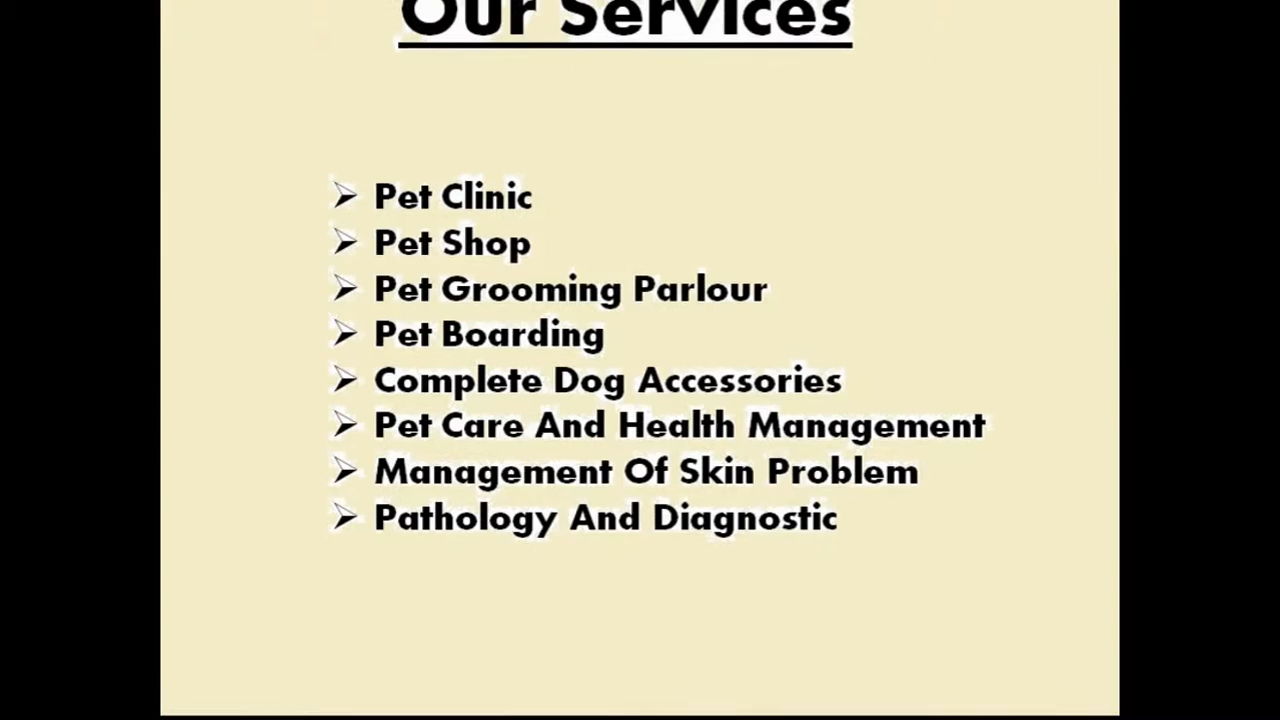 Our Services
➢ Pet Clinic
➢ Pet Shop
➢ Pet Grooming Parlour
➢ Pet Boarding
➢ Complete Dog Accessories
➢ Pet Care And Health Management
➢ Management Of Skin Problem
➢ Pathology And Diagnostic